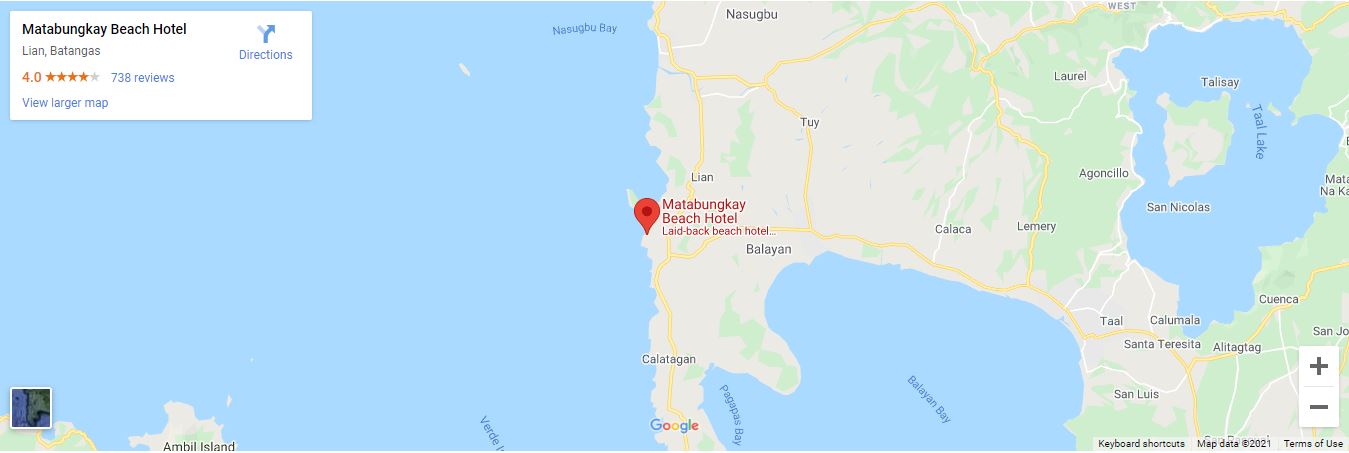 Matabungkay Beach Hotel
Lian, Batangas
4.0
738 reviews
View larger map
Directions
Nasugbu Bay
Nasugbu
WEST
Laurel
Talisay
Taal Lake
Tuy
Agoncillo
Lian
San Nicolas
Mata
Na Ka
Matabungkay
Beach Hotel
Laid-back beach hotel...
Calaca
Lemery
Balayan
Cuenca
Taal
Calumala
San Jo
Santa Teresita
Alitagtag
Calatagan
San Luis
Balayan Bay
Pagapas Bay
Verde I
Google
Ambil Island
Keyboard shortcuts
Map data ©2021
Terms of Use